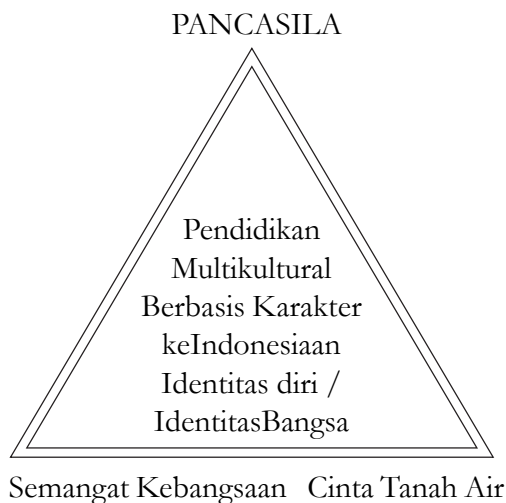 PANCASILA
Pendidikan
Multikultural
Berbasis Karakter
keIndonesiaan
Identitas diri /
IdentitasBangsa
Semangat Kebangsaan Cinta Tanah Air